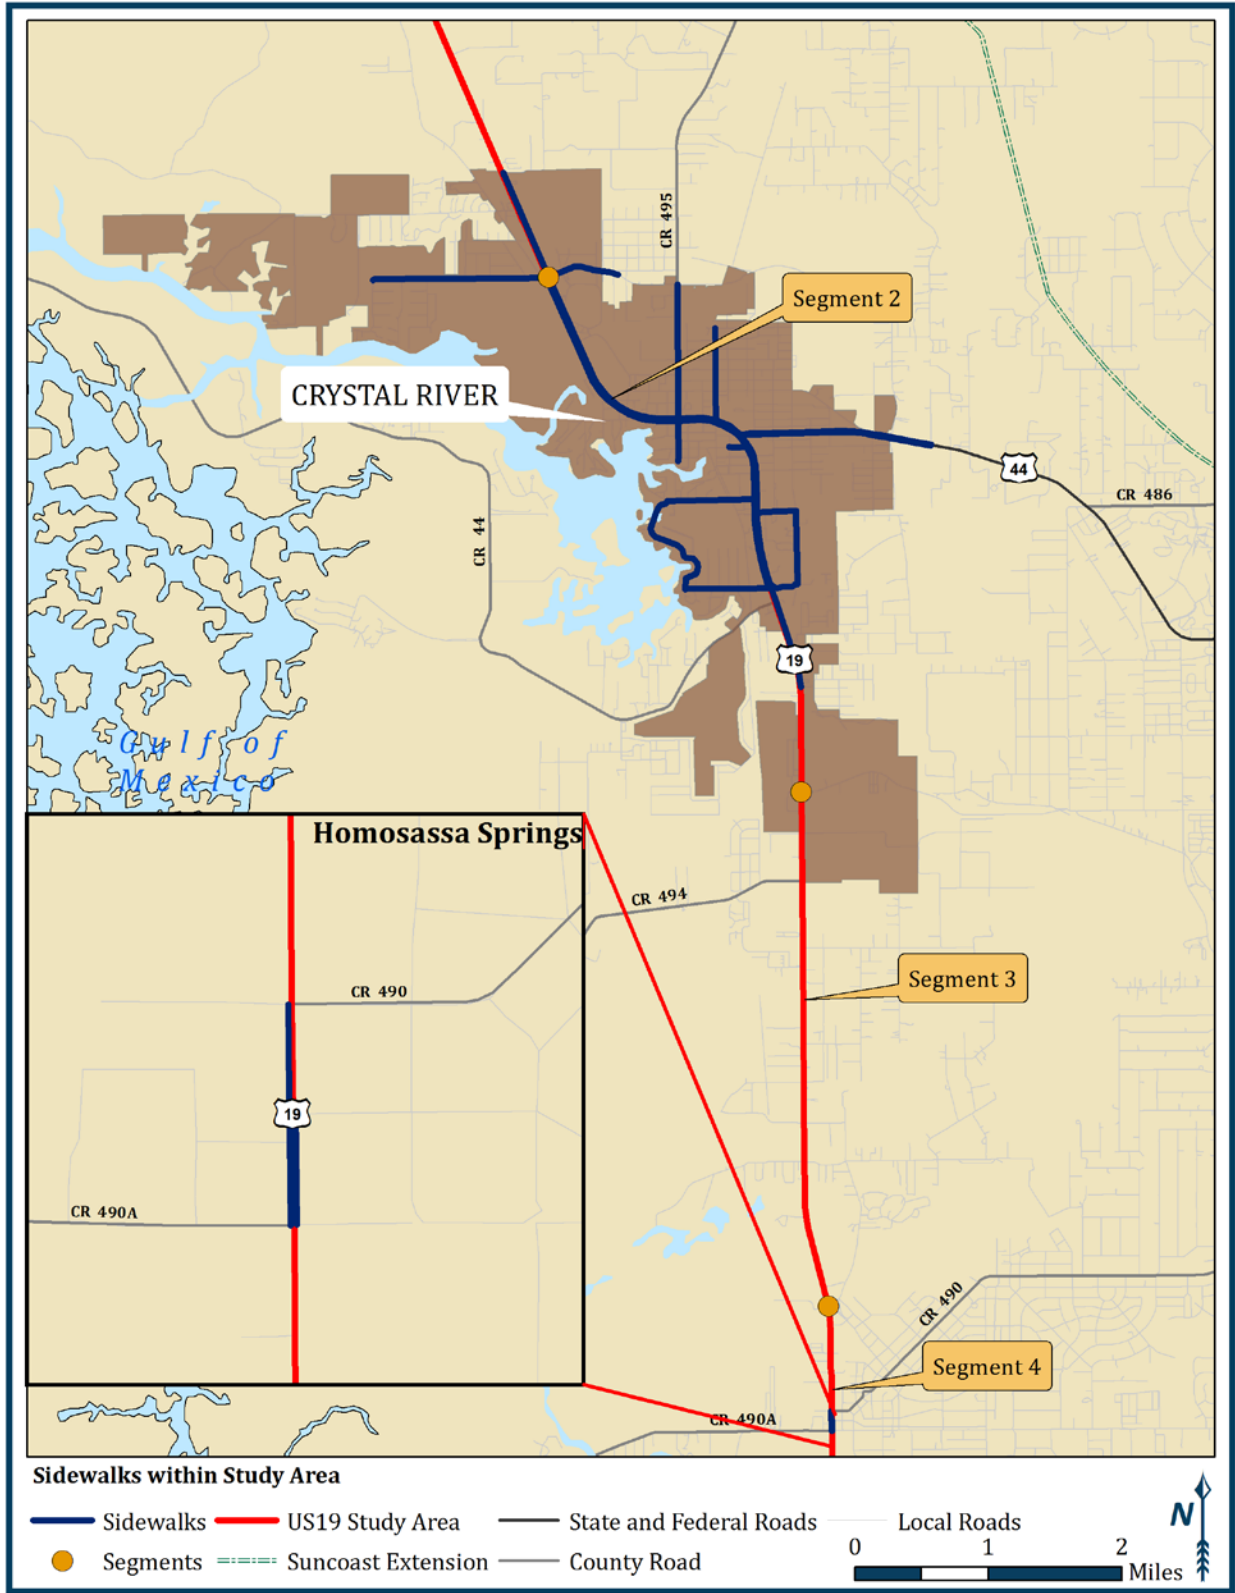 CR 495
Segment 2
CRYSTAL RIVER
44
CR 486
CR 44
19
Gulf of
Mexico
Homosassa Springs
CR 494
Segment 3
CR 490
19
CR 490A
CR 490
Segment 4
CR 490A
Sidewalks within Study Area
Sidewalks US19 Study Area State and Federal Roads Local Roads
N
Segments Suncoast Extension County Road
0 1 2
Miles